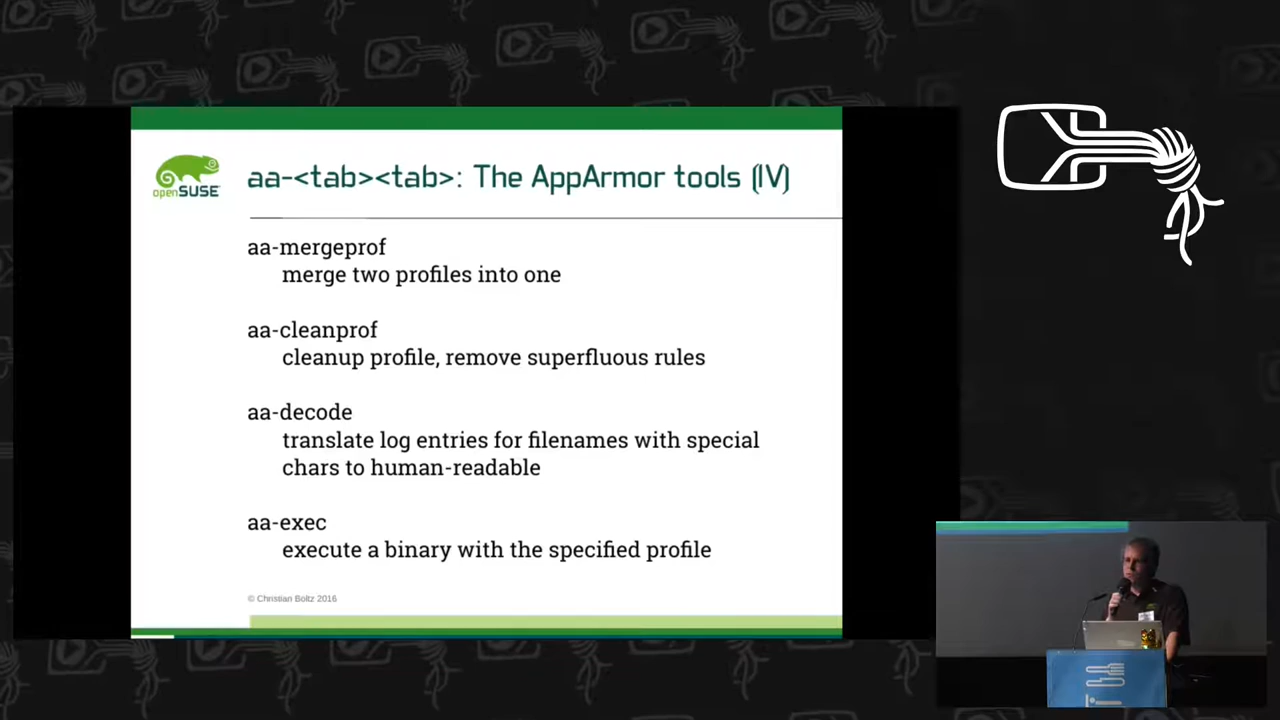 openSUSE
aa-<tab><tab>: The AppArmor tools (IV)
aa-mergeprof
merge two profiles into one
aa-cleanprof
cleanup profile, remove superfluous rules
aa-decode
translate log entries for filenames with special
chars to human-readable
aa-exec
execute a binary with the specified profile
© Christian Boltz 2016